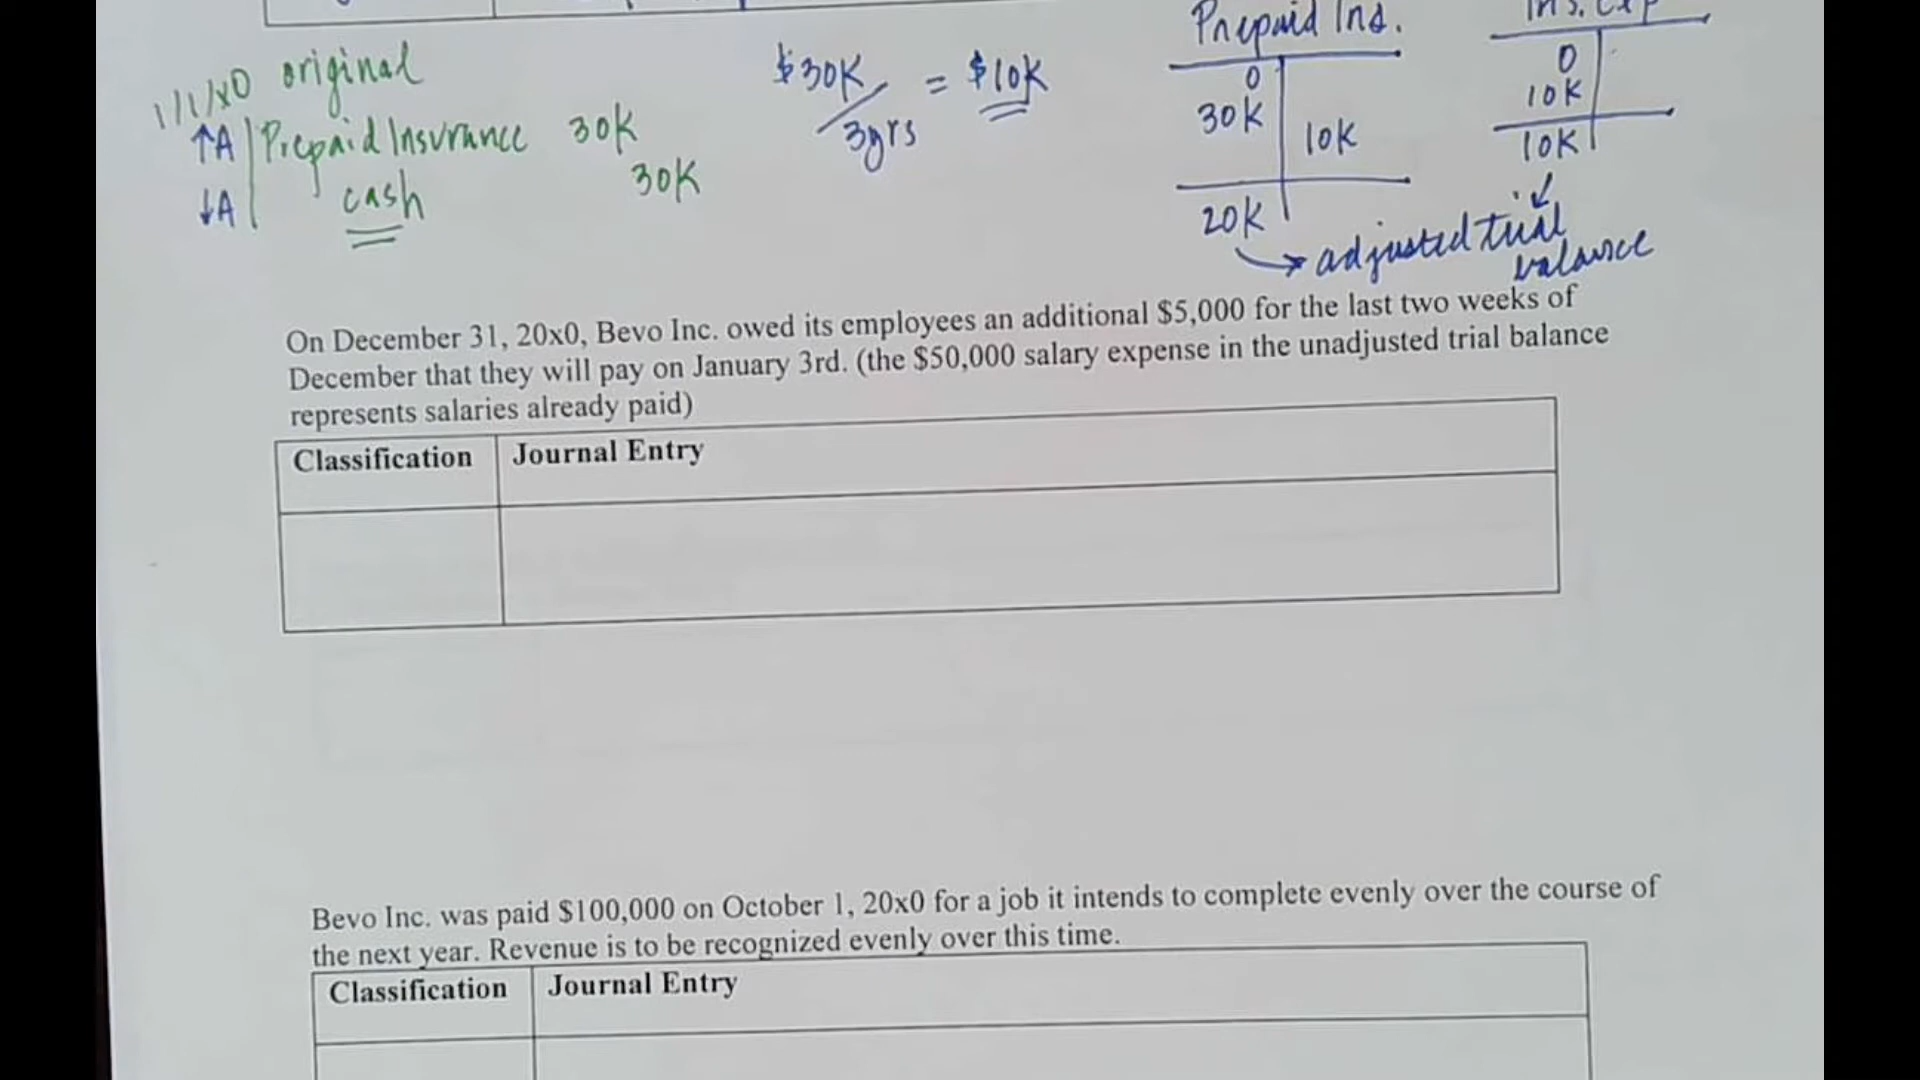 Prepaid Ins.
Ins. Exp
1/1/x0 original
$30K = $10K
3yrs
0
30K
10K
20K
0
10K
10K
↑A Prepaid Insurance 30K
↓A cash 30K
adjusted trial
balance
On December 31, 20x0, Bevo Inc. owed its employees an additional $5,000 for the last two weeks of
December that they will pay on January 3rd. (the $50,000 salary expense in the unadjusted trial balance
represents salaries already paid)
Classification Journal Entry
Bevo Inc. was paid $100,000 on October 1, 20x0 for a job it intends to complete evenly over the course of
the next year. Revenue is to be recognized evenly over this time.
Classification Journal Entry